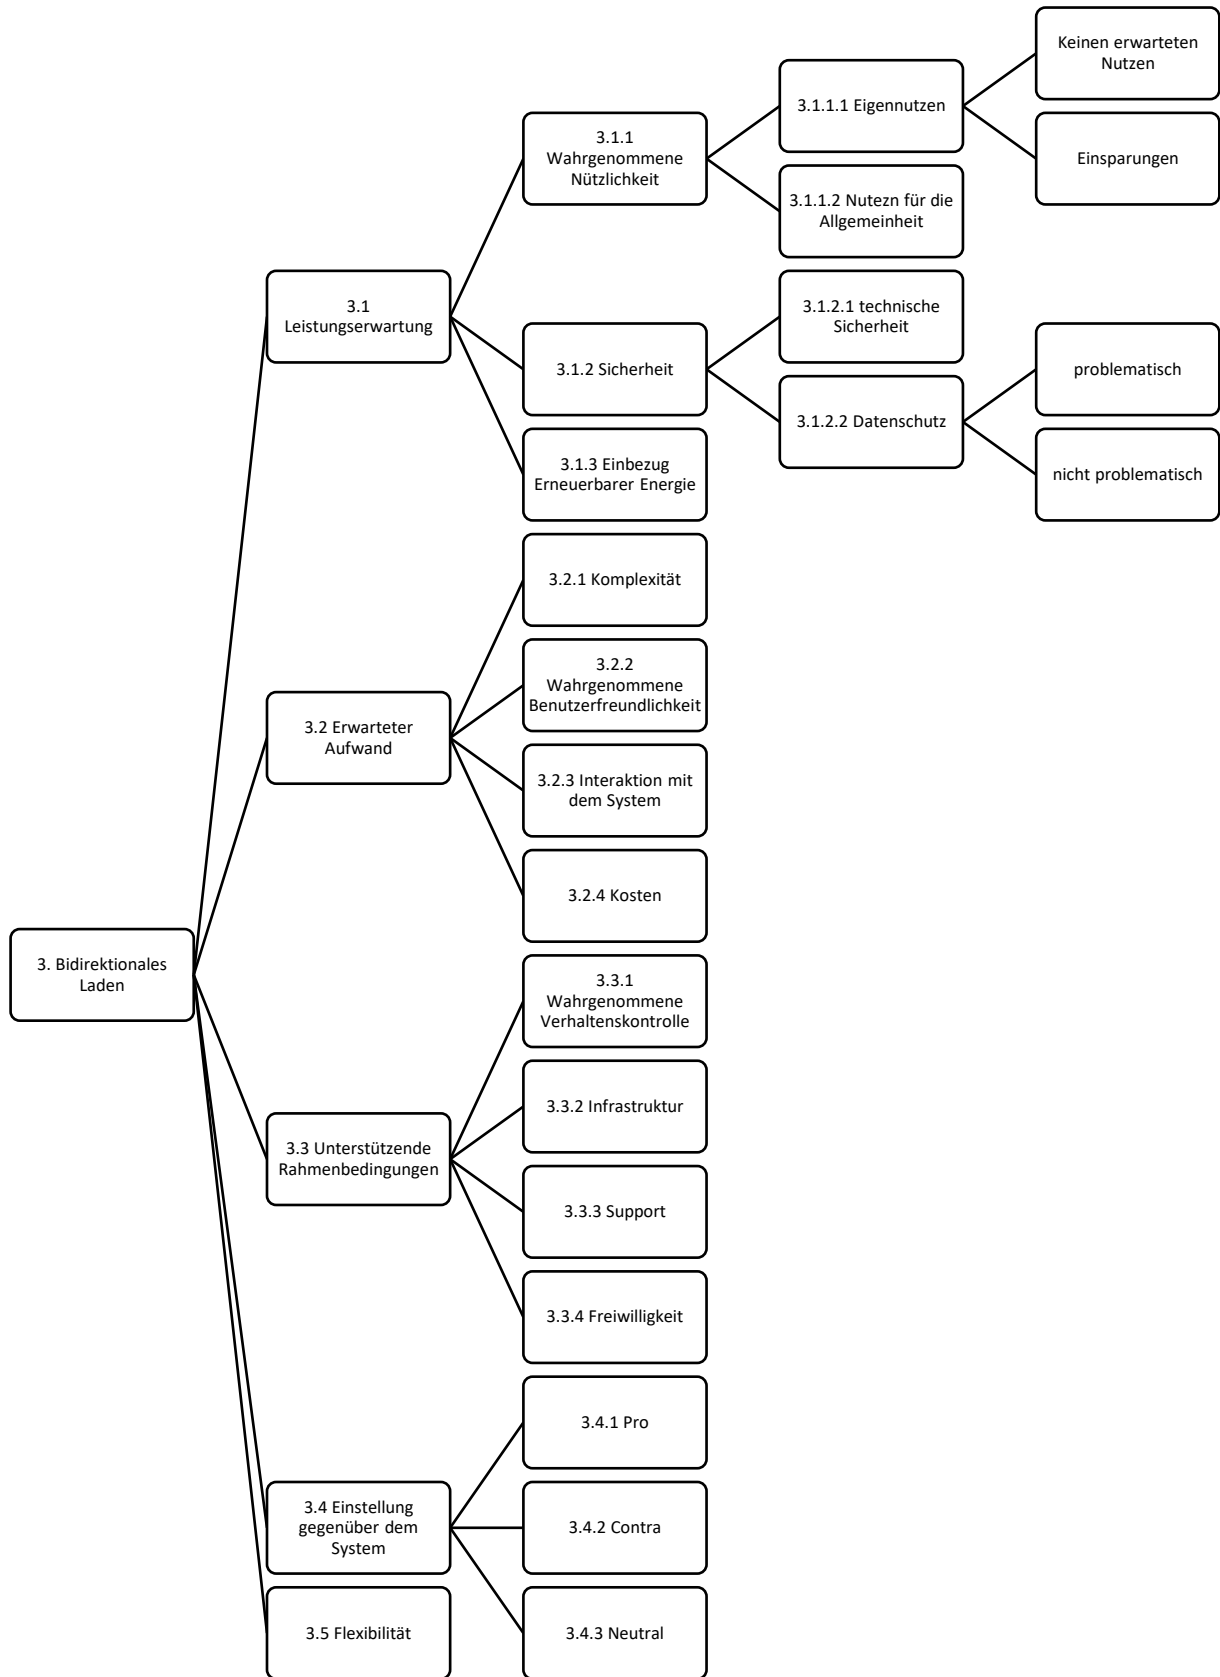 Keinen erwarteten
Nutzen
3.1.1.1 Eigennutzen
3.1.1
Wahrgenommene
Nützlichkeit
Einsparungen
3.1.1.2 Nutezn für die
Allgemeinheit
3.1
Leistungserwartung
3.1.2.1 technische
Sicherheit
3.1.2 Sicherheit
problematisch
3.1.2.2 Datenschutz
3.1.3 Einbezug
Erneuerbarer Energie
nicht problematisch
3.2.1 Komplexität
3.2.2
Wahrgenommene
Benutzerfreundlichkeit
3.2 Erwarteter
Aufwand
3.2.3 Interaktion mit
dem System
3.2.4 Kosten
3. Bidirektionales
Laden
3.3.1
Wahrgenommene
Verhaltenskontrolle
3.3.2 Infrastruktur
3.3 Unterstützende
Rahmenbedingungen
3.3.3 Support
3.3.4 Freiwilligkeit
3.4.1 Pro
3.4 Einstellung
gegenüber dem
System
3.4.2 Contra
3.5 Flexibilität
3.4.3 Neutral